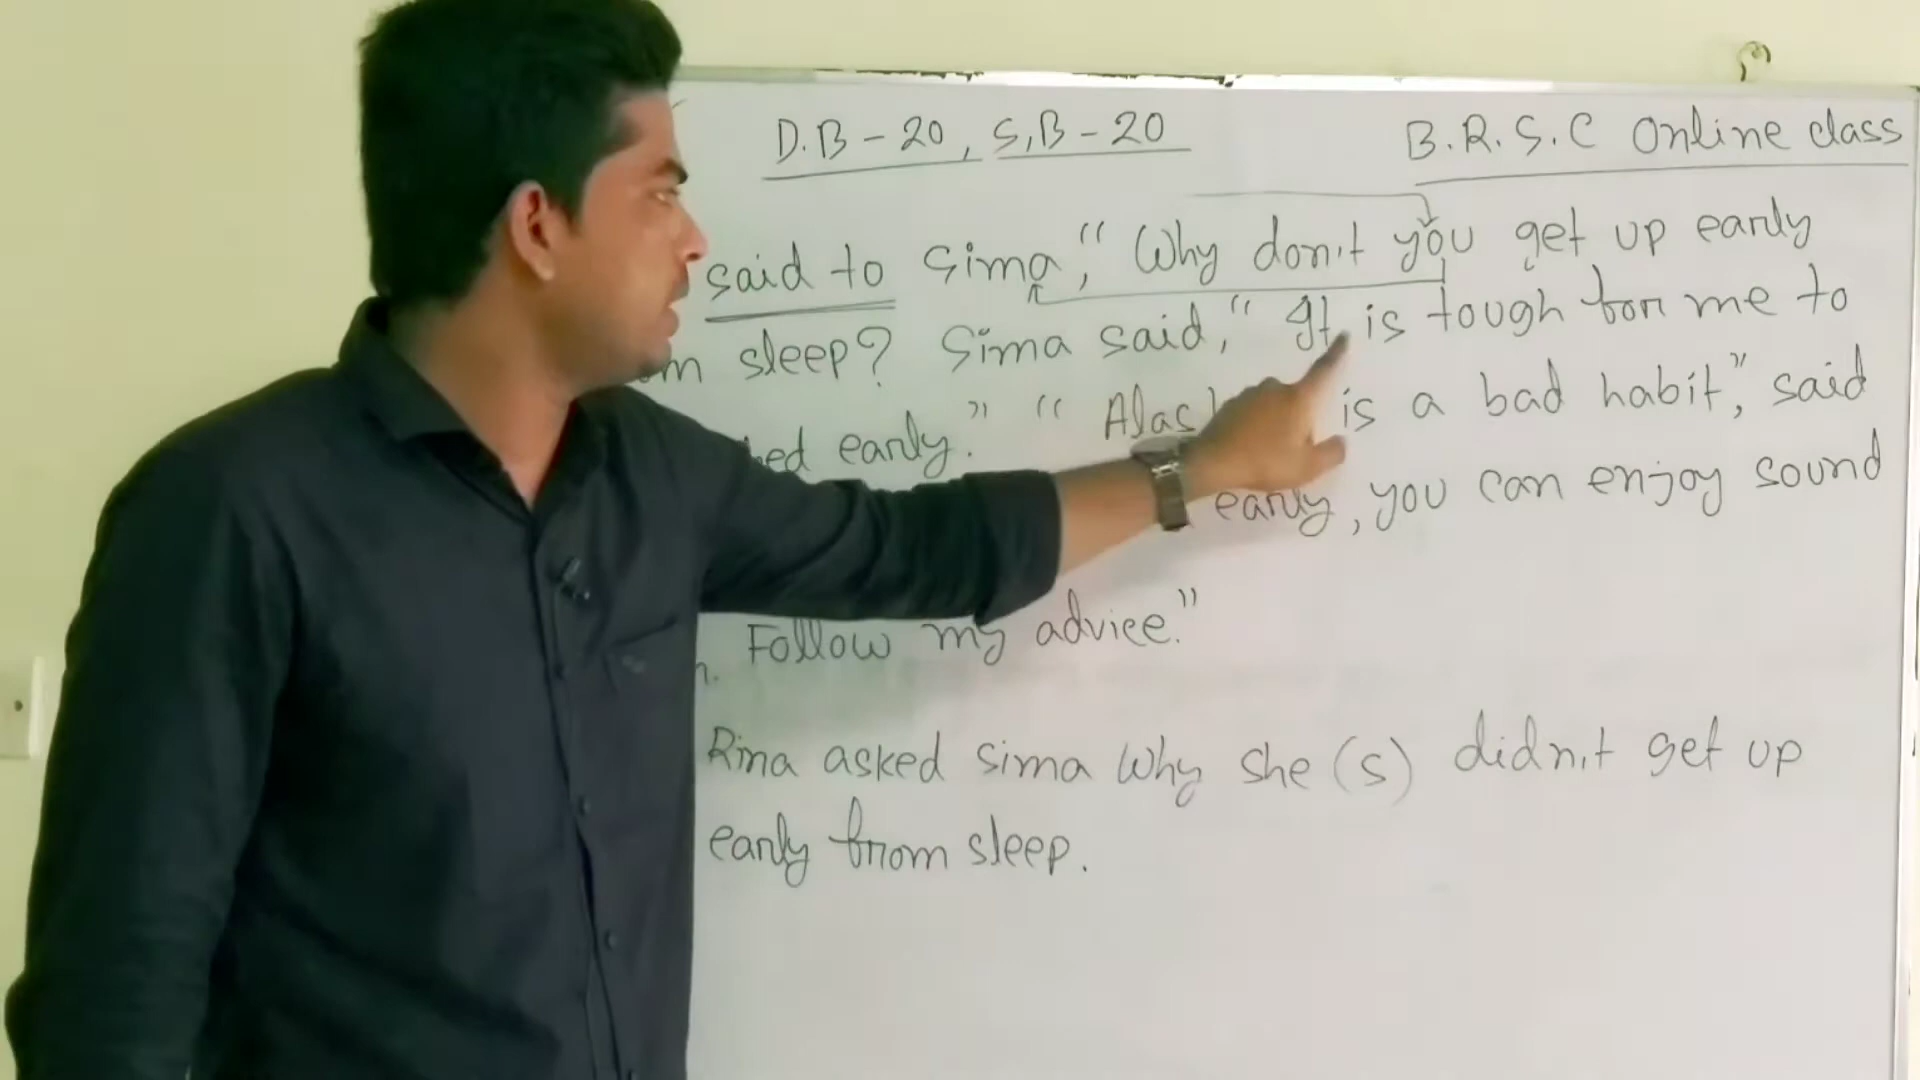 D.B - 20, S.B - 20
B.R.S.C Online class
said to Sima, " Why don't you get up early
sleep? Sima said, " It is tough for me to
early." " is a bad habit", said
early, you can enjoy sound
Follow my advice."
Rina asked Sima why she (s) didn't get up
early from sleep.